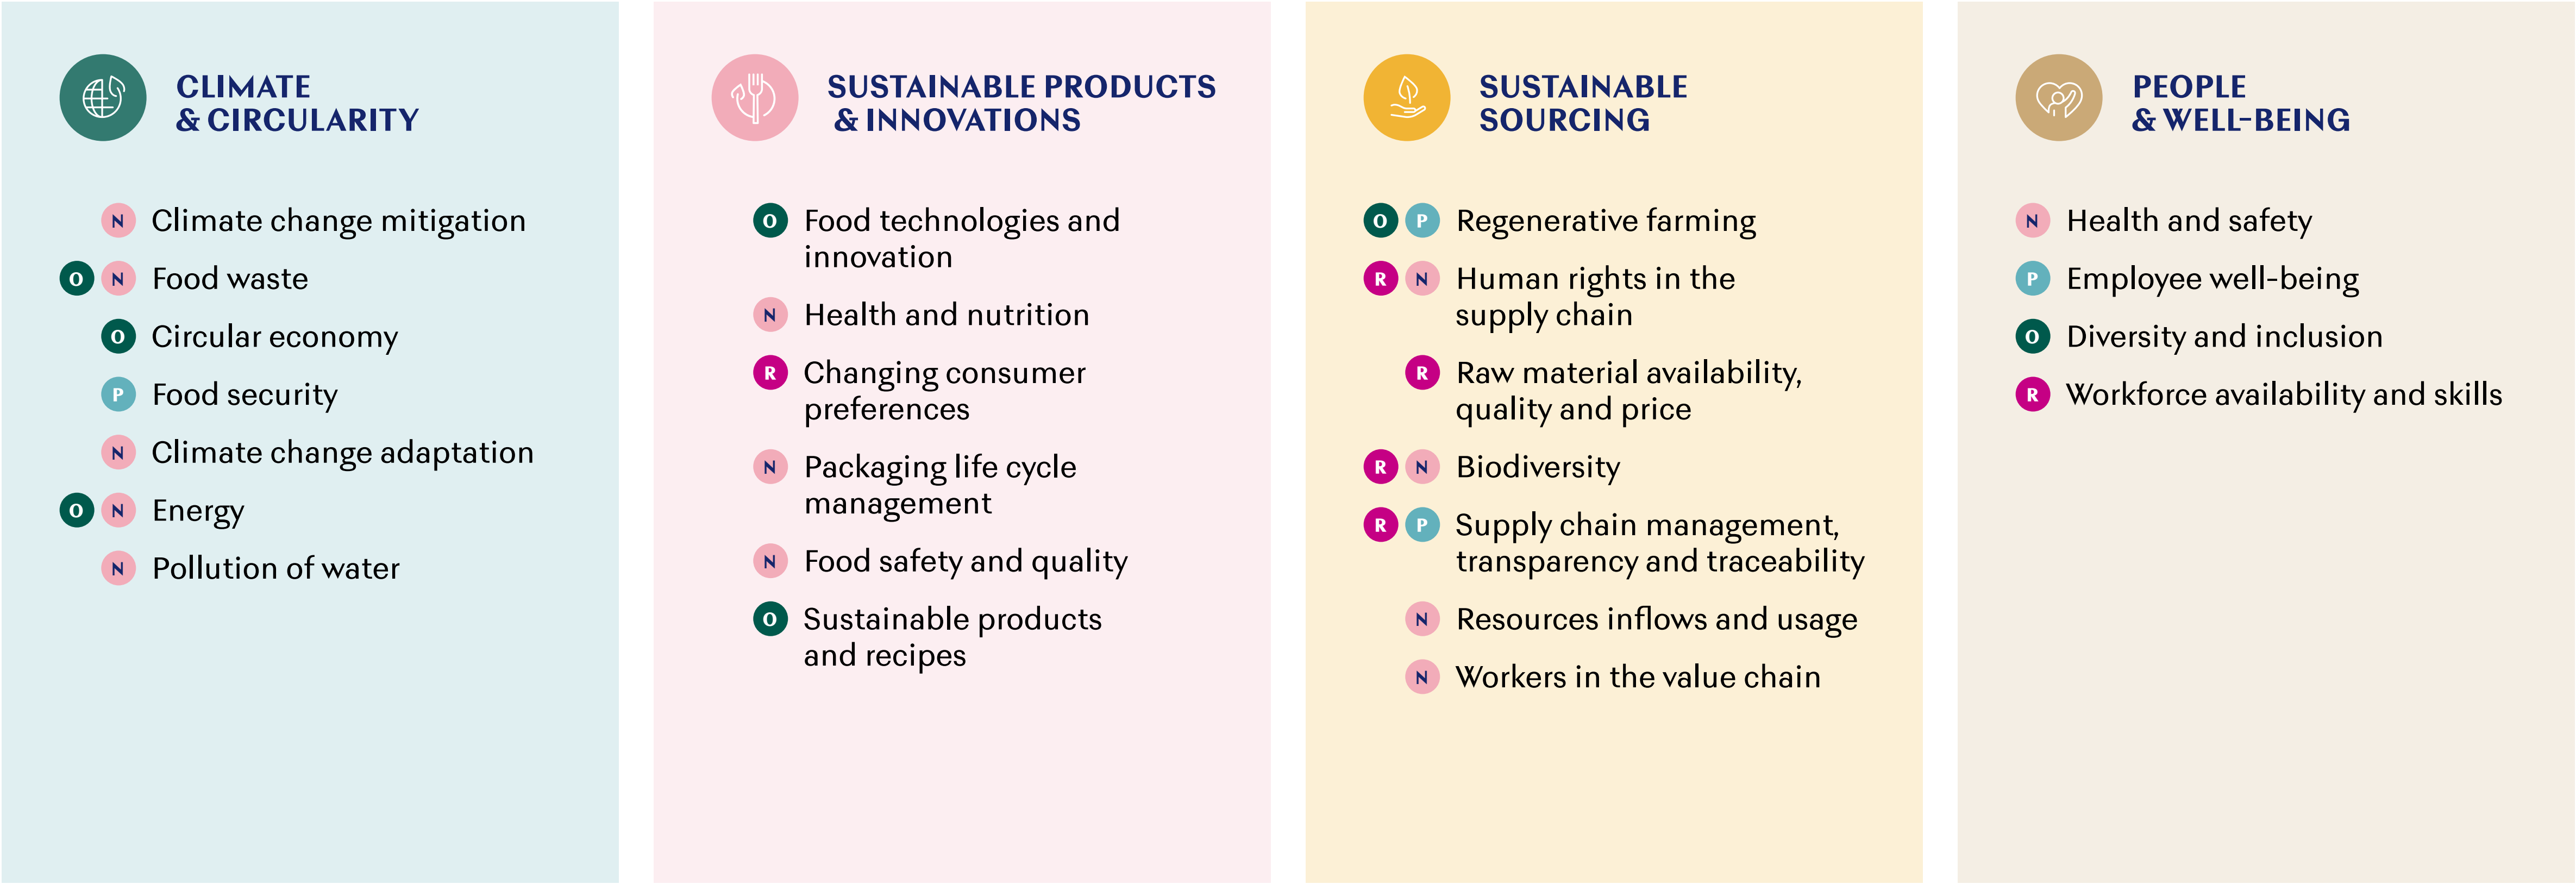 CLIMATE
& CIRCULARITY
N Climate change mitigation
O N Food waste
O Circular economy
P Food security
N Climate change adaptation
O N Energy
N Pollution of water
SUSTAINABLE PRODUCTS
& INNOVATIONS
O Food technologies and
innovation
N Health and nutrition
R Changing consumer
preferences
N Packaging life cycle
management
N Food safety and quality
O Sustainable products
and recipes
SUSTAINABLE
SOURCING
O P Regenerative farming
R N Human rights in the
supply chain
R Raw material availability,
quality and price
R N Biodiversity
R P Supply chain management,
transparency and traceability
N Resources inflows and usage
N Workers in the value chain
PEOPLE
& WELL-BEING
N Health and safety
P Employee well-being
O Diversity and inclusion
R Workforce availability and skills